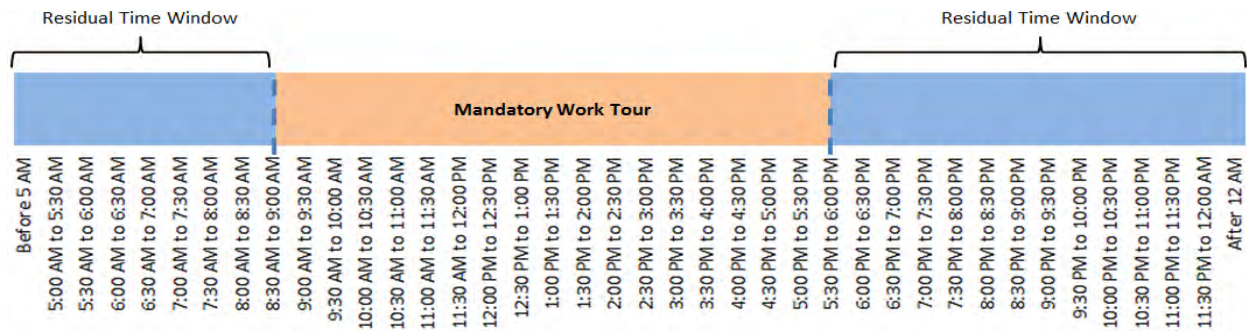 Residual Time Window
Residual Time Window
Mandatory Work Tour
Before 5 AM
5:00 AM to 5:30 AM
5:30 AM to 6:00 AM
6:00 AM to 6:30 AM
6:30 AM to 7:00 AM
7:00 AM to 7:30 AM
7:30 AM to 8:00 AM
8:00 AM to 8:30 AM
8:30 AM to 9:00 AM
9:00 AM to 9:30 AM
9:30 AM to 10:00 AM
10:00 AM to 10:30 AM
10:30 AM to 11:00 AM
11:00 AM to 11:30 AM
11:30 AM to 12:00 PM
12:00 PM to 12:30 PM
12:30 PM to 1:00 PM
1:00 PM to 1:30 PM
1:30 PM to 2:00 PM
2:00 PM to 2:30 PM
2:30 PM to 3:00 PM
3:00 PM to 3:30 PM
3:30 PM to 4:00 PM
4:00 PM to 4:30 PM
4:30 PM to 5:00 PM
5:00 PM to 5:30 PM
5:30 PM to 6:00 PM
6:00 PM to 6:30 PM
6:30 PM to 7:00 PM
7:00 PM to 7:30 PM
7:30 PM to 8:00 PM
8:00 PM to 8:30 PM
8:30 PM to 9:00 PM
9:00 PM to 9:30 PM
9:30 PM to 10:00 PM
10:00 PM to 10:30 PM
10:30 PM to 11:00 PM
11:00 PM to 11:30 PM
11:30 PM to 12:00 AM
After 12 AM